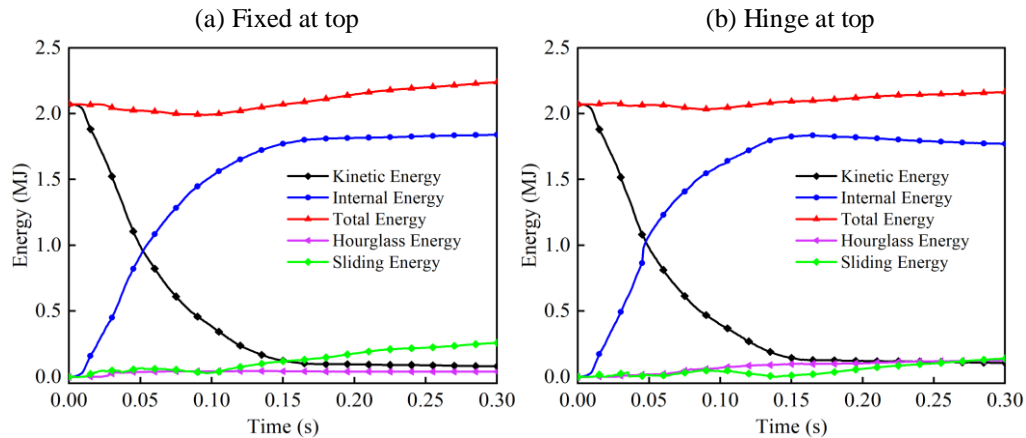 (a) Fixed at top
2.5
2.0
1.5
1.0
0.5
0.0
Energy (MJ)
Kinetic Energy
Internal Energy
Total Energy
Hourglass Energy
Sliding Energy
0.00 0.05 0.10 0.15 0.20 0.25 0.30
Time (s)
(b) Hinge at top
2.5
2.0
1.5
1.0
0.5
0.0
Energy (MJ)
Kinetic Energy
Internal Energy
Total Energy
Hourglass Energy
Sliding Energy
0.00 0.05 0.10 0.15 0.20 0.25 0.30
Time (s)